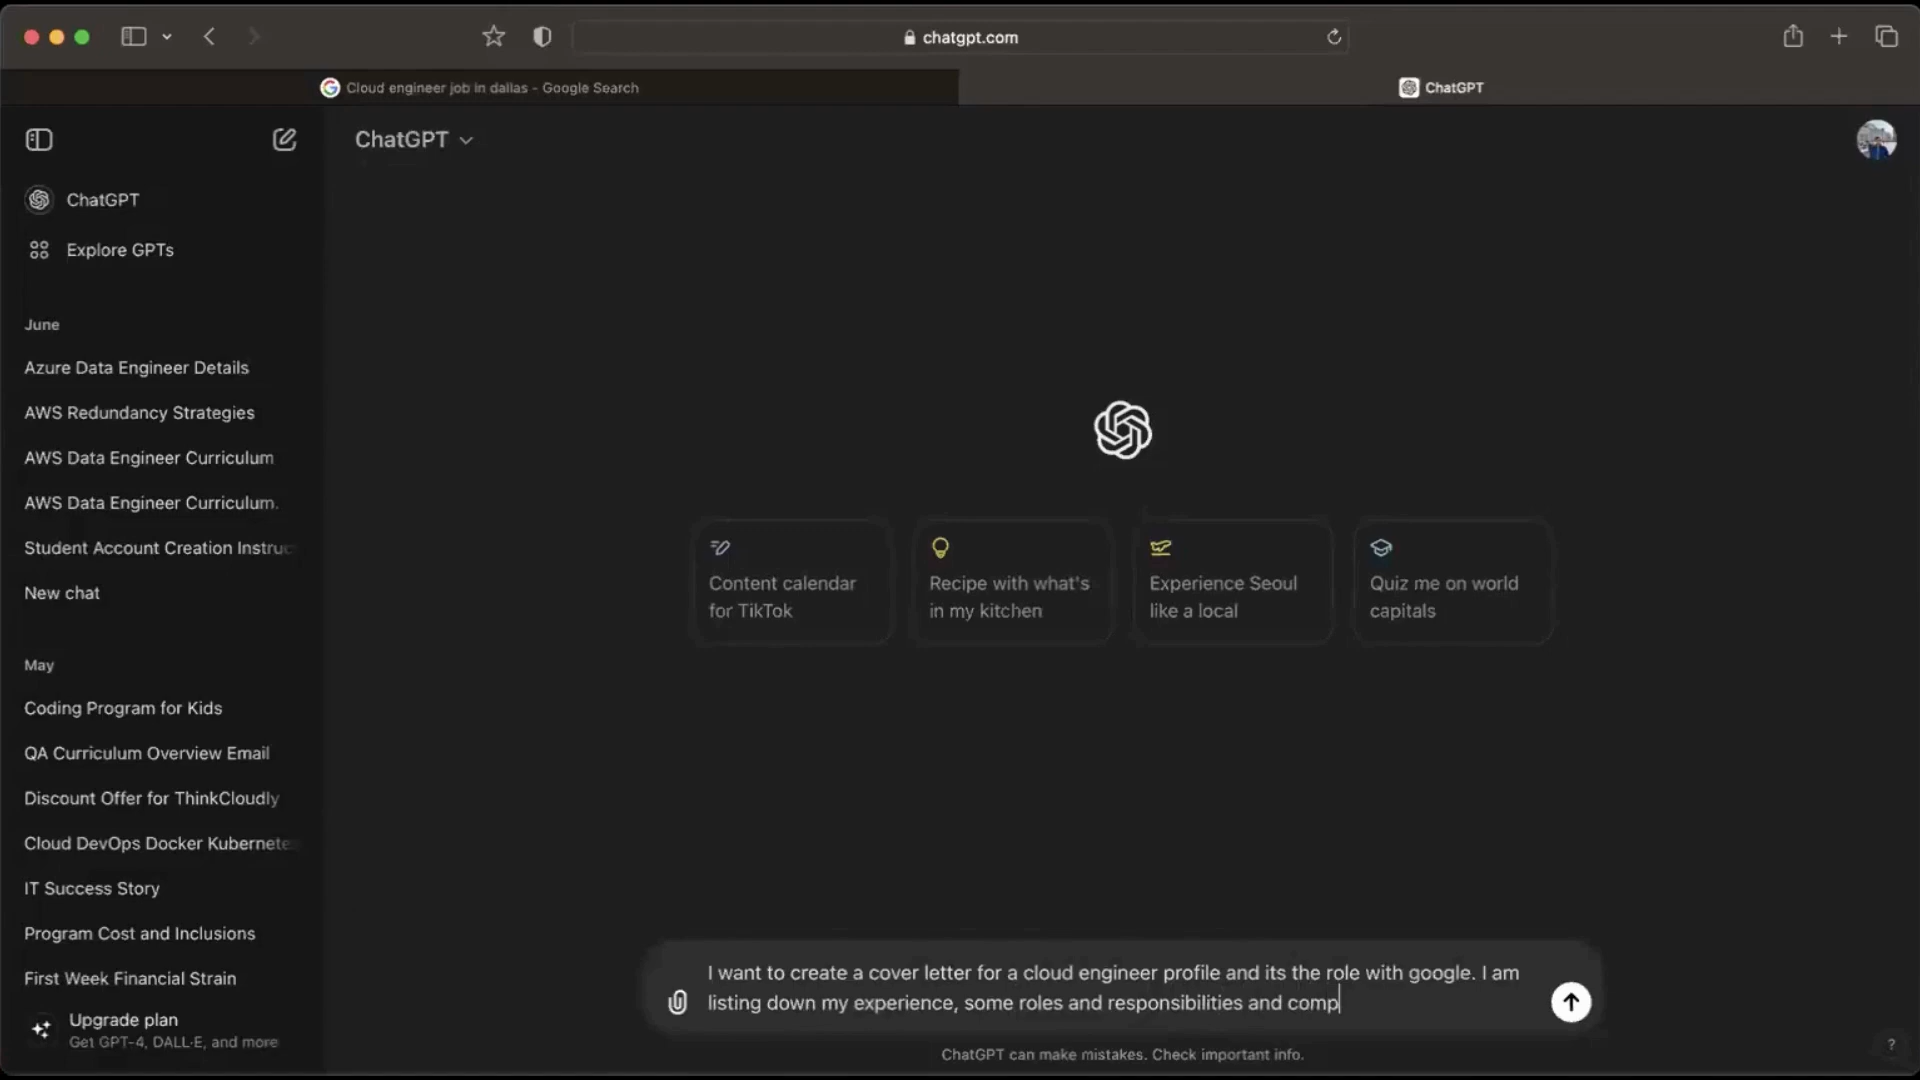 chatgpt.com
Cloud engineer job in dallas - Google Search
ChatGPT
ChatGPT
ChatGPT
Explore GPTs
June
Azure Data Engineer Details
AWS Redundancy Strategies
AWS Data Engineer Curriculum
AWS Data Engineer Curriculum.
Student Account Creation Instruc
New chat
May
Coding Program for Kids
QA Curriculum Overview Email
Discount Offer for ThinkCloudly
Cloud DevOps Docker Kubernete
IT Success Story
Program Cost and Inclusions
First Week Financial Strain
Upgrade plan
Get GPT-4, DALL·E, and more
Content calendar
for TikTok
Recipe with what's
in my kitchen
Experience Seoul
like a local
Quiz me on world
capitals
I want to create a cover letter for a cloud engineer profile and its the role with google. I am
listing down my experience, some roles and responsibilities and comp
ChatGPT can make mistakes. Check important info.
?